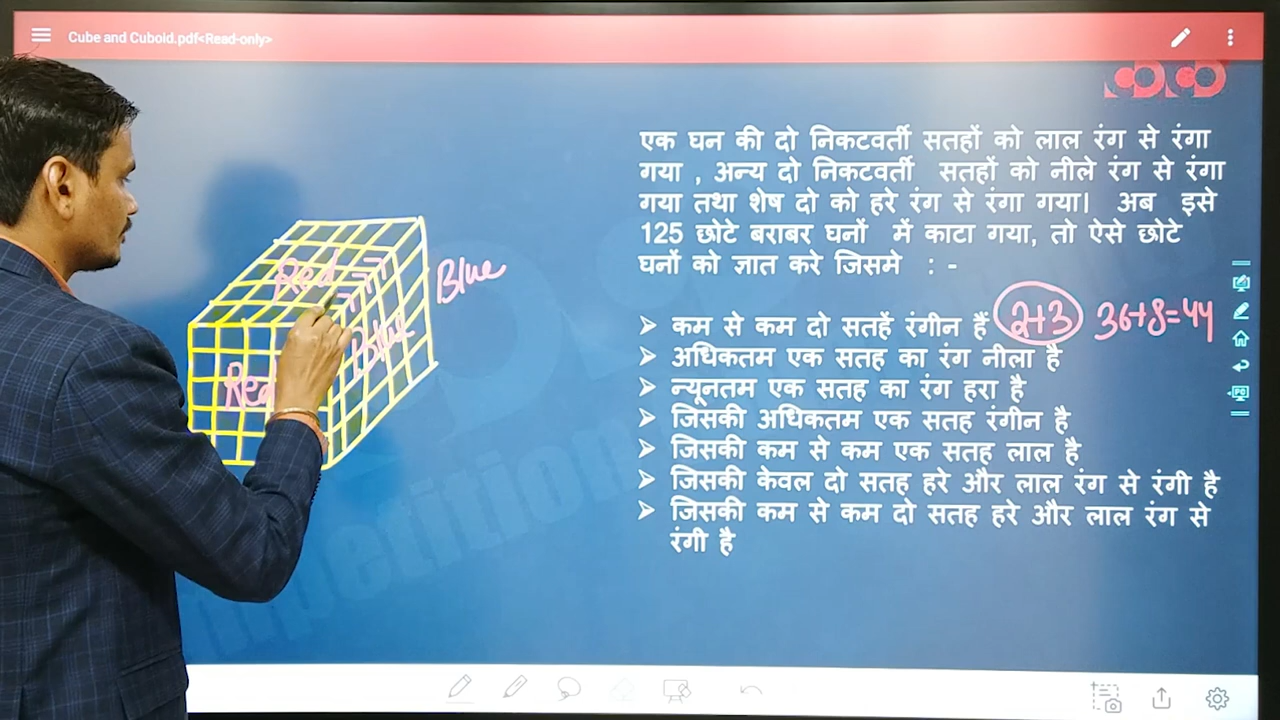 Cube and Cuboid.pdf<Read-only>
एक घन की दो निकटवर्ती सतहों को लाल रंग से रंगा
गया , अन्य दो निकटवर्ती सतहों को नीले रंग से रंगा
गया तथा शेष दो को हरे रंग से रंगा गया। अब इसे
125 छोटे बराबर घनों में काटा गया, तो ऐसे छोटे
घनों को ज्ञात करे जिसमे : -
➤ कम से कम दो सतहें रंगीन हैं 2+3 36+8=44
➤ अधिकतम एक सतह का रंग नीला है
➤ न्यूनतम एक सतह का रंग हरा है
➤ जिसकी अधिकतम एक सतह रंगीन है
➤ जिसकी कम से कम एक सतह लाल है
➤ जिसकी केवल दो सतह हरे और लाल रंग से रंगी है
➤ जिसकी कम से कम दो सतह हरे और लाल रंग से
रंगी है
Red
Blue
Blue
Red